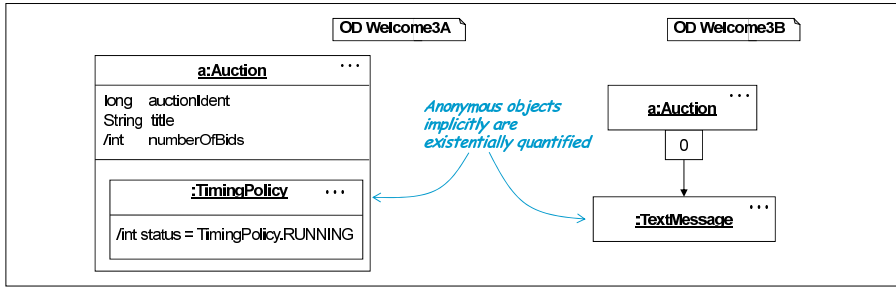 OD Welcome3A
OD Welcome3B
a:Auction ...
long auctionIdent
String title
/int numberOfBids
:TimingPolicy ...
/int status = TimingPolicy.RUNNING
Anonymous objects
implicitly are
existentially quantified
a:Auction ...
0
:TextMessage ...